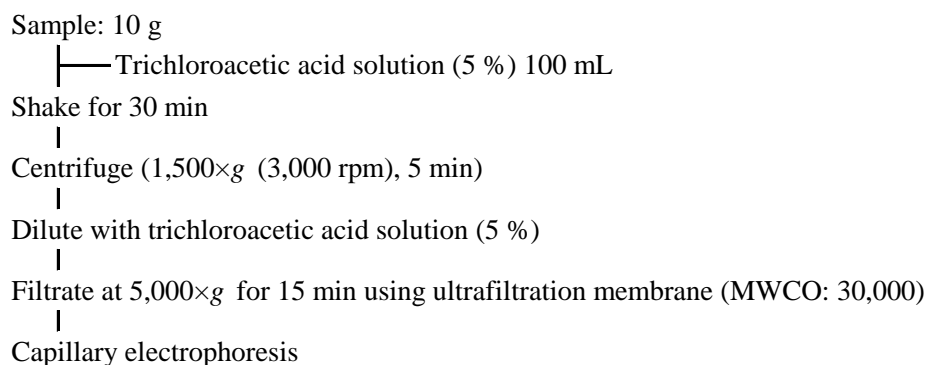 Sample: 10 g
Trichloroacetic acid solution (5 %) 100 mL
Shake for 30 min
Centrifuge (1,500×g (3,000 rpm), 5 min)
Dilute with trichloroacetic acid solution (5 %)
Filtrate at 5,000×g for 15 min using ultrafiltration membrane (MWCO: 30,000)
Capillary electrophoresis